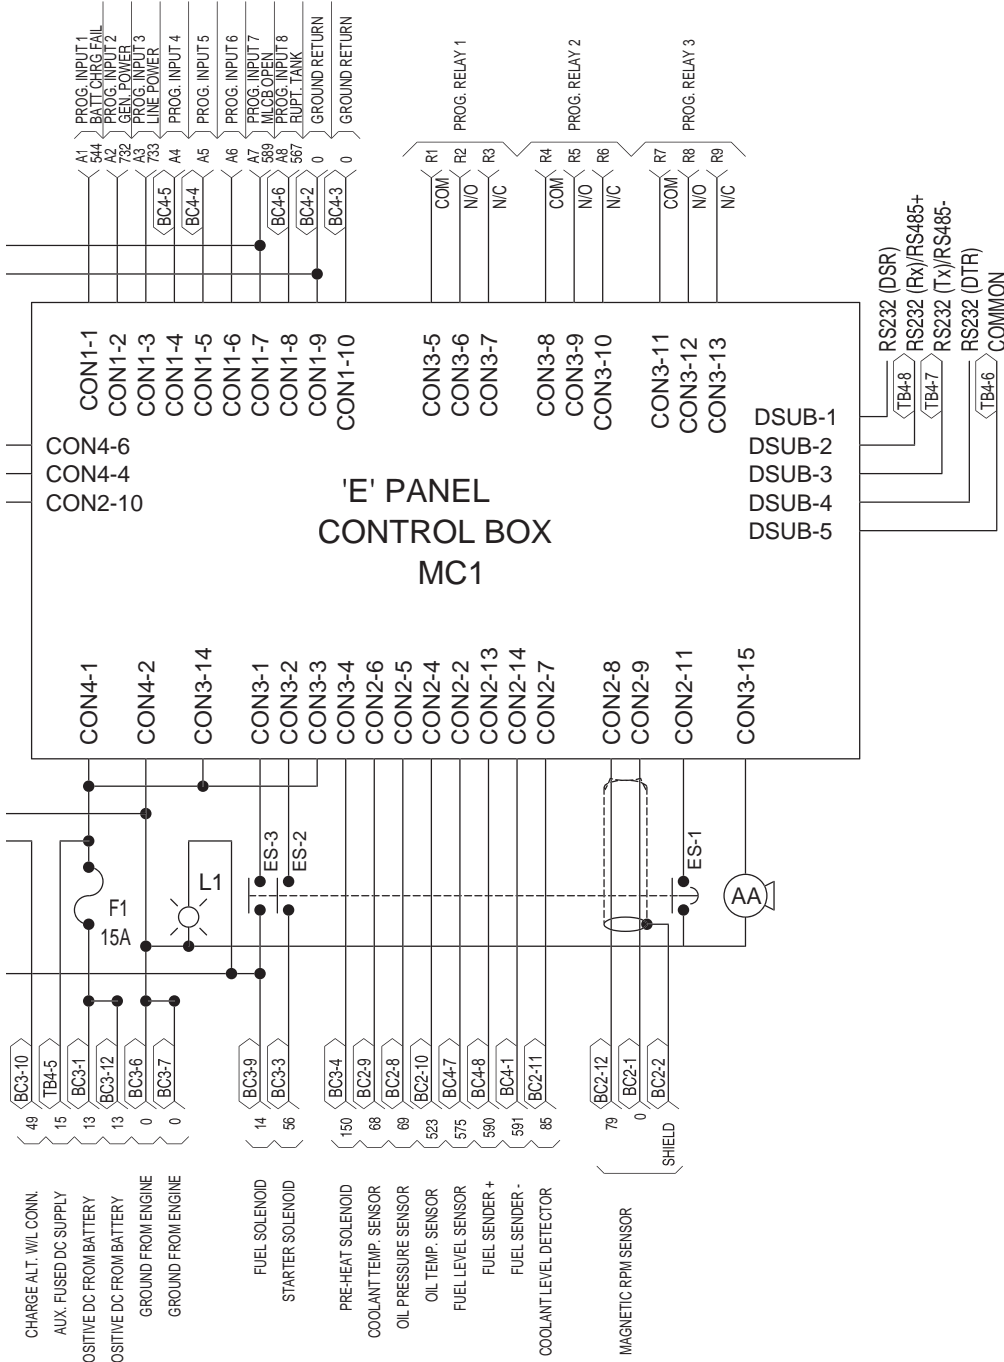 PROG. INPUT 1
BATT CHRG FAIL
PROG. INPUT 2
GEN. POWER
PROG. INPUT 3
LINE POWER
PROG. INPUT 4
PROG. INPUT 5
PROG. INPUT 6
PROG. INPUT 7
MLCB OPEN
PROG. INPUT 8
RUPT. TANK
GROUND RETURN
GROUND RETURN
PROG. RELAY 1
PROG. RELAY 2
PROG. RELAY 3
A1
544
A2
732
A3
733
A4
A5
A6
A7
589
A8
567
0
0
R1
R2
R3
R4
R5
R6
R7
R8
R9
COM
N/O
N/C
COM
N/O
N/C
COM
N/O
N/C
BC4-5
BC4-4
BC4-6
BC4-2
BC4-3
RS232 (DSR)
RS232 (Rx)/RS485+
RS232 (Tx)/RS485-
RS232 (DTR)
COMMON
TB4-8
TB4-7
TB4-6
CON1-1
CON1-2
CON1-3
CON1-4
CON1-5
CON1-6
CON1-7
CON1-8
CON1-9
CON1-10
CON3-5
CON3-6
CON3-7
CON3-8
CON3-9
CON3-10
CON3-11
CON3-12
CON3-13
CON4-6
CON4-4
CON2-10
DSUB-1
DSUB-2
DSUB-3
DSUB-4
DSUB-5
'E' PANEL
CONTROL BOX
MC1
CON4-1
CON4-2
CON3-14
CON3-1
CON3-2
CON3-3
CON3-4
CON2-6
CON2-5
CON2-4
CON2-2
CON2-13
CON2-14
CON2-7
CON2-8
CON2-9
CON2-11
CON3-15
F1
15A
L1
ES-3
ES-2
ES-1
AA
BC3-10
TB4-5
BC3-1
BC3-12
BC3-6
BC3-7
BC3-9
BC3-3
BC3-4
BC2-9
BC2-8
BC2-10
BC4-7
BC4-8
BC4-1
BC2-11
BC2-12
BC2-1
BC2-2
49
15
13
13
0
0
14
56
150
68
69
523
575
590
591
85
79
0
SHIELD
CHARGE ALT. W/L CONN.
AUX. FUSED DC SUPPLY
OSITIVE DC FROM BATTERY
OSITIVE DC FROM BATTERY
GROUND FROM ENGINE
GROUND FROM ENGINE
FUEL SOLENOID
STARTER SOLENOID
PRE-HEAT SOLENOID
COOLANT TEMP. SENSOR
OIL PRESSURE SENSOR
OIL TEMP. SENSOR
FUEL LEVEL SENSOR
FUEL SENDER +
FUEL SENDER -
COOLANT LEVEL DETECTOR
MAGNETIC RPM SENSOR